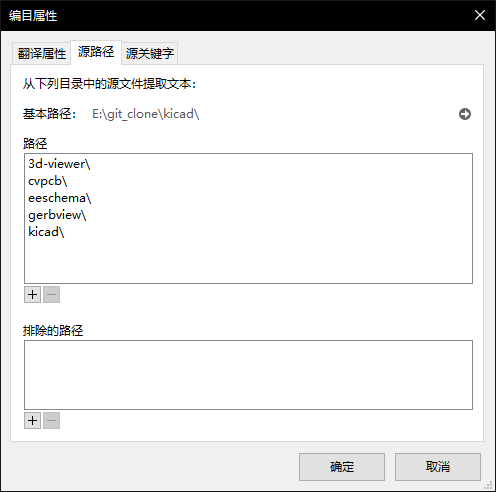 编目属性
翻译属性 源路径 源关键字
从下列目录中的源文件提取文本：
基本路径： E:\git_clone\kicad\
路径
3d-viewer\
cvpcb\
eeschema\
gerbview\
kicad\
排除的路径
确定 取消